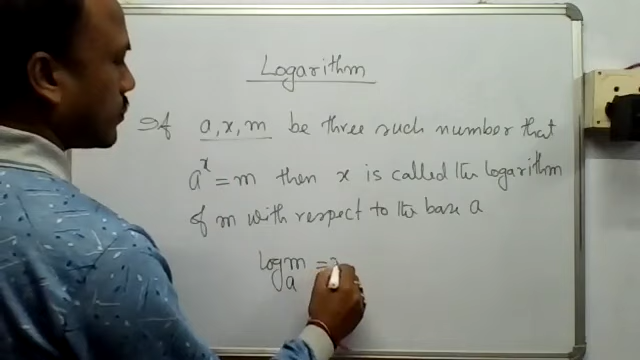 Logarithm
If a, x, m be three such number that
a^x = m then x is called the logarithm
of m with respect to the base a
log_a m = x